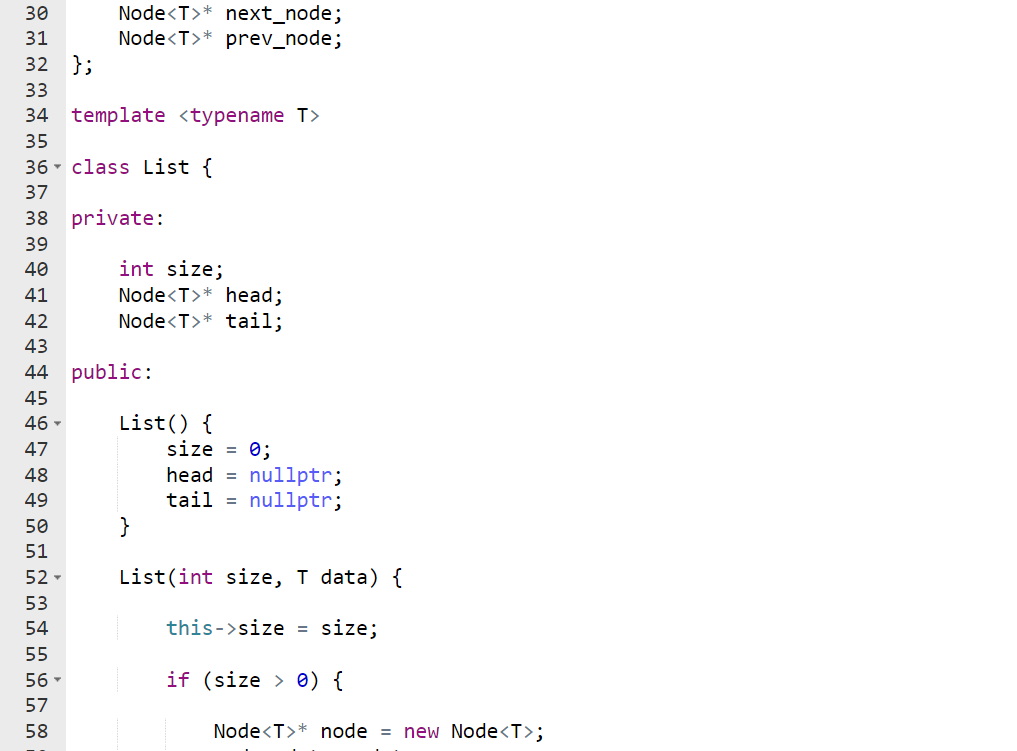 30 Node<T>* next_node;
31 Node<T>* prev_node;
32 };
33
34 template <typename T>
35
36 class List {
37
38 private:
39
40 int size;
41 Node<T>* head;
42 Node<T>* tail;
43
44 public:
45
46 List() {
47 size = 0;
48 head = nullptr;
49 tail = nullptr;
50 }
51
52 List(int size, T data) {
53
54 this->size = size;
55
56 if (size > 0) {
57
58 Node<T>* node = new Node<T>;